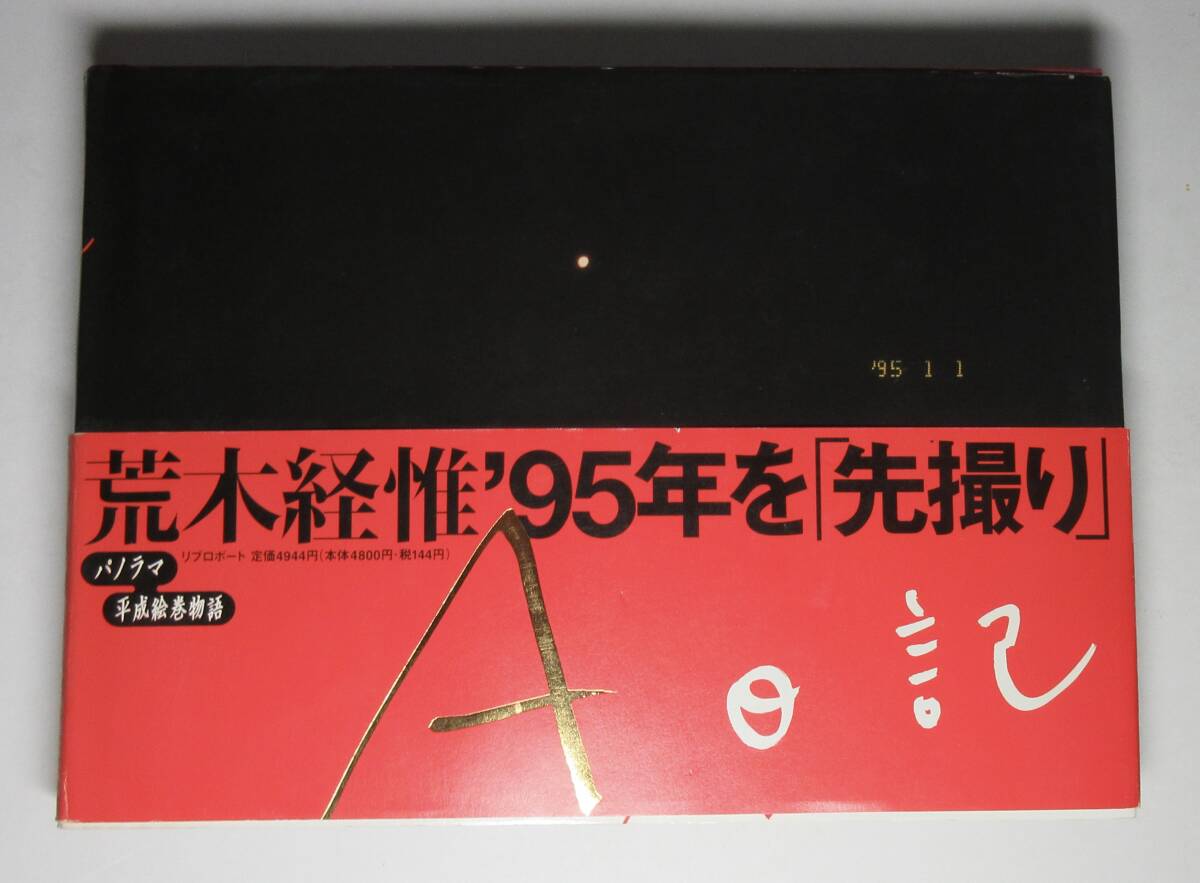 '95 1 1
荒木経惟'95年を「先撮り」
リブロポート 定価4944円(本体4800円・税144円)
パノラマ
平成絵巻物語
A日記